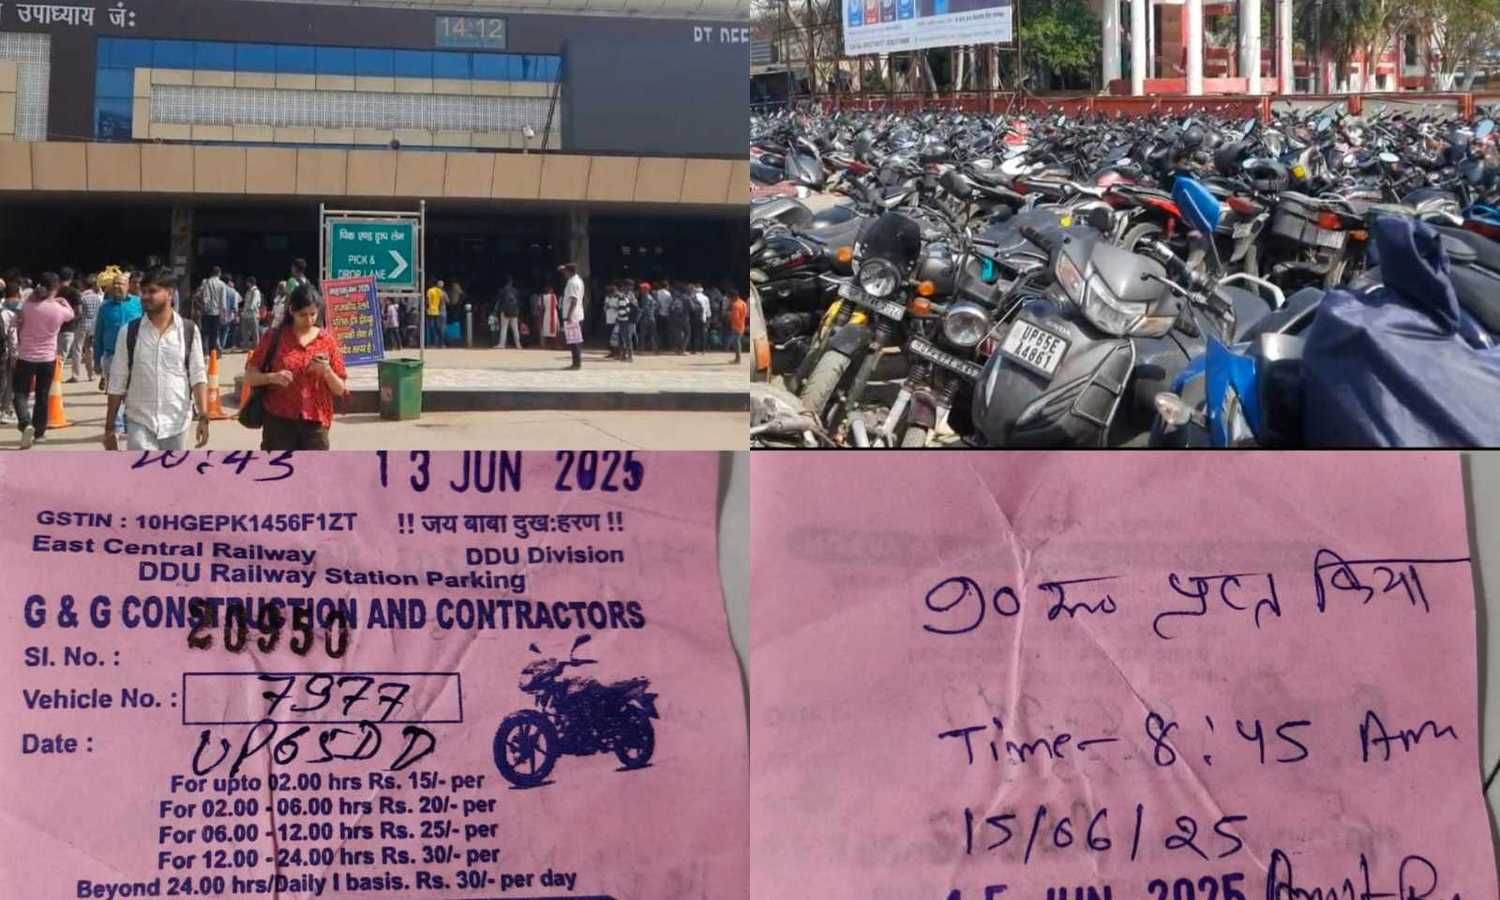 उपाध्याय जं:
14:12
पिक एण्ड ड्राप लेन
PICK &
DROP LANE
UP65E
4486Y
20:43 13 JUN 2025
GSTIN : 10HGEPK1456F1ZT !! जय बाबा दुख:हरण !!
East Central Railway DDU Division
DDU Railway Station Parking
G & G CONSTRUCTION AND CONTRACTORS
20950
Sl. No. :
Vehicle No. : 7977
Date : UP65DD
For upto 02.00 hrs Rs. 15/- per
For 02.00 - 06.00 hrs Rs. 20/- per
For 06.00 - 12.00 hrs Rs. 25/- per
For 12.00 - 24.00 hrs Rs. 30/- per
Beyond 24.00 hrs/Daily I basis. Rs. 30/- per day
90 रू० प्राप्त किया
Time- 8:45 Am
15/06/25
15 JUN 2025